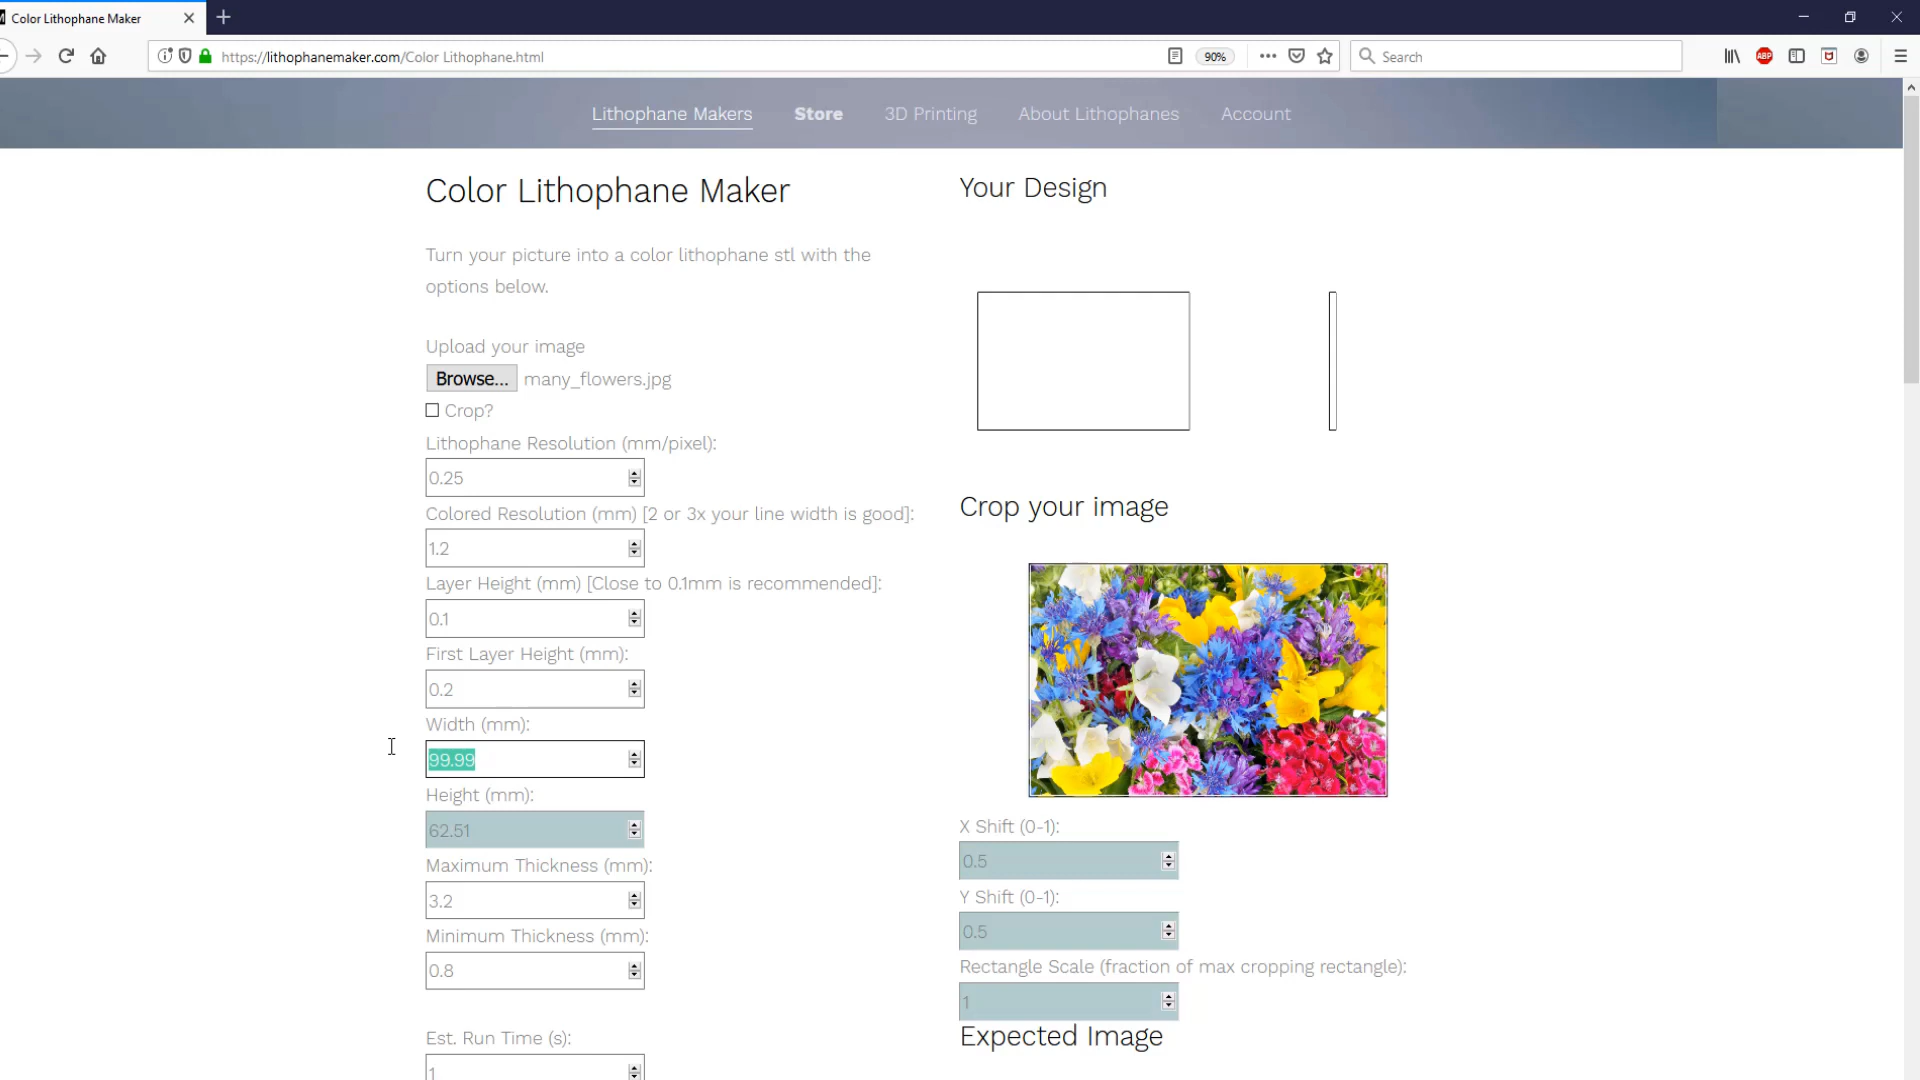 Color Lithophane Maker
https://lithophanemaker.com/Color Lithophane.html
90%
Search
ABP
Lithophane Makers
Store
3D Printing
About Lithophanes
Account
Color Lithophane Maker
Turn your picture into a color lithophane stl with the
options below.
Upload your image
Browse... many_flowers.jpg
Crop?
Lithophane Resolution (mm/pixel):
0.25
Colored Resolution (mm) [2 or 3x your line width is good]:
1.2
Layer Height (mm) [Close to 0.1mm is recommended]:
0.1
First Layer Height (mm):
0.2
Width (mm):
99.99
Height (mm):
62.51
Maximum Thickness (mm):
3.2
Minimum Thickness (mm):
0.8
Est. Run Time (s):
1
Your Design
Crop your image
X Shift (0-1):
0.5
Y Shift (0-1):
0.5
Rectangle Scale (fraction of max cropping rectangle):
1
Expected Image